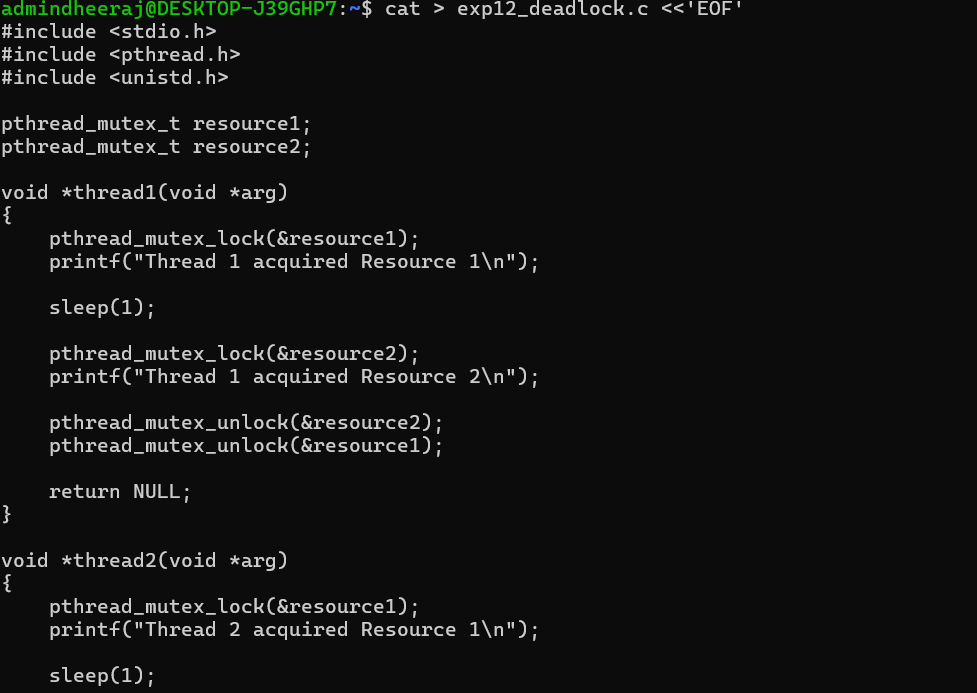 admindheeraj@DESKTOP-J39GHP7:~$ cat > exp12_deadlock.c <<'EOF'
#include <stdio.h>
#include <pthread.h>
#include <unistd.h>

pthread_mutex_t resource1;
pthread_mutex_t resource2;

void *thread1(void *arg)
{
    pthread_mutex_lock(&resource1);
    printf("Thread 1 acquired Resource 1\n");

    sleep(1);

    pthread_mutex_lock(&resource2);
    printf("Thread 1 acquired Resource 2\n");

    pthread_mutex_unlock(&resource2);
    pthread_mutex_unlock(&resource1);

    return NULL;
}

void *thread2(void *arg)
{
    pthread_mutex_lock(&resource1);
    printf("Thread 2 acquired Resource 1\n");

    sleep(1);